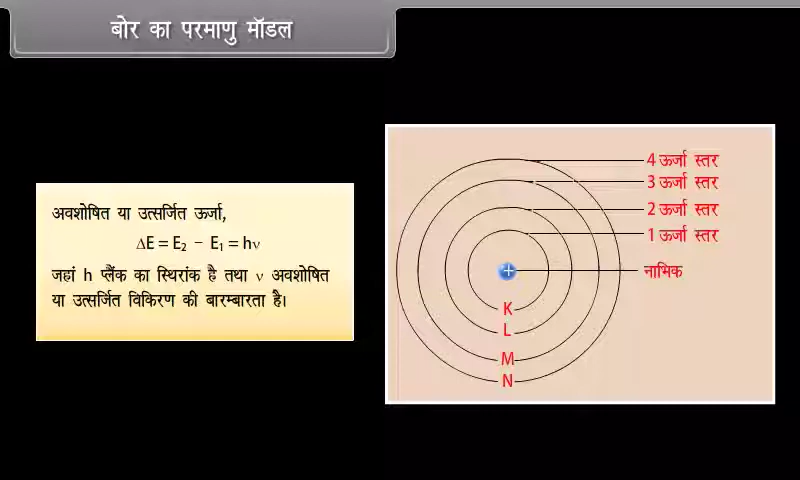 बोर का परमाणु मॉडल
अवशोषित या उत्सर्जित ऊर्जा,
ΔE = E₂ − E₁ = hν
जहां h प्लैंक का स्थिरांक है तथा ν अवशोषित
या उत्सर्जित विकिरण की बारम्बारता है।
4 ऊर्जा स्तर
3 ऊर्जा स्तर
2 ऊर्जा स्तर
1 ऊर्जा स्तर
नाभिक
+
K
L
M
N